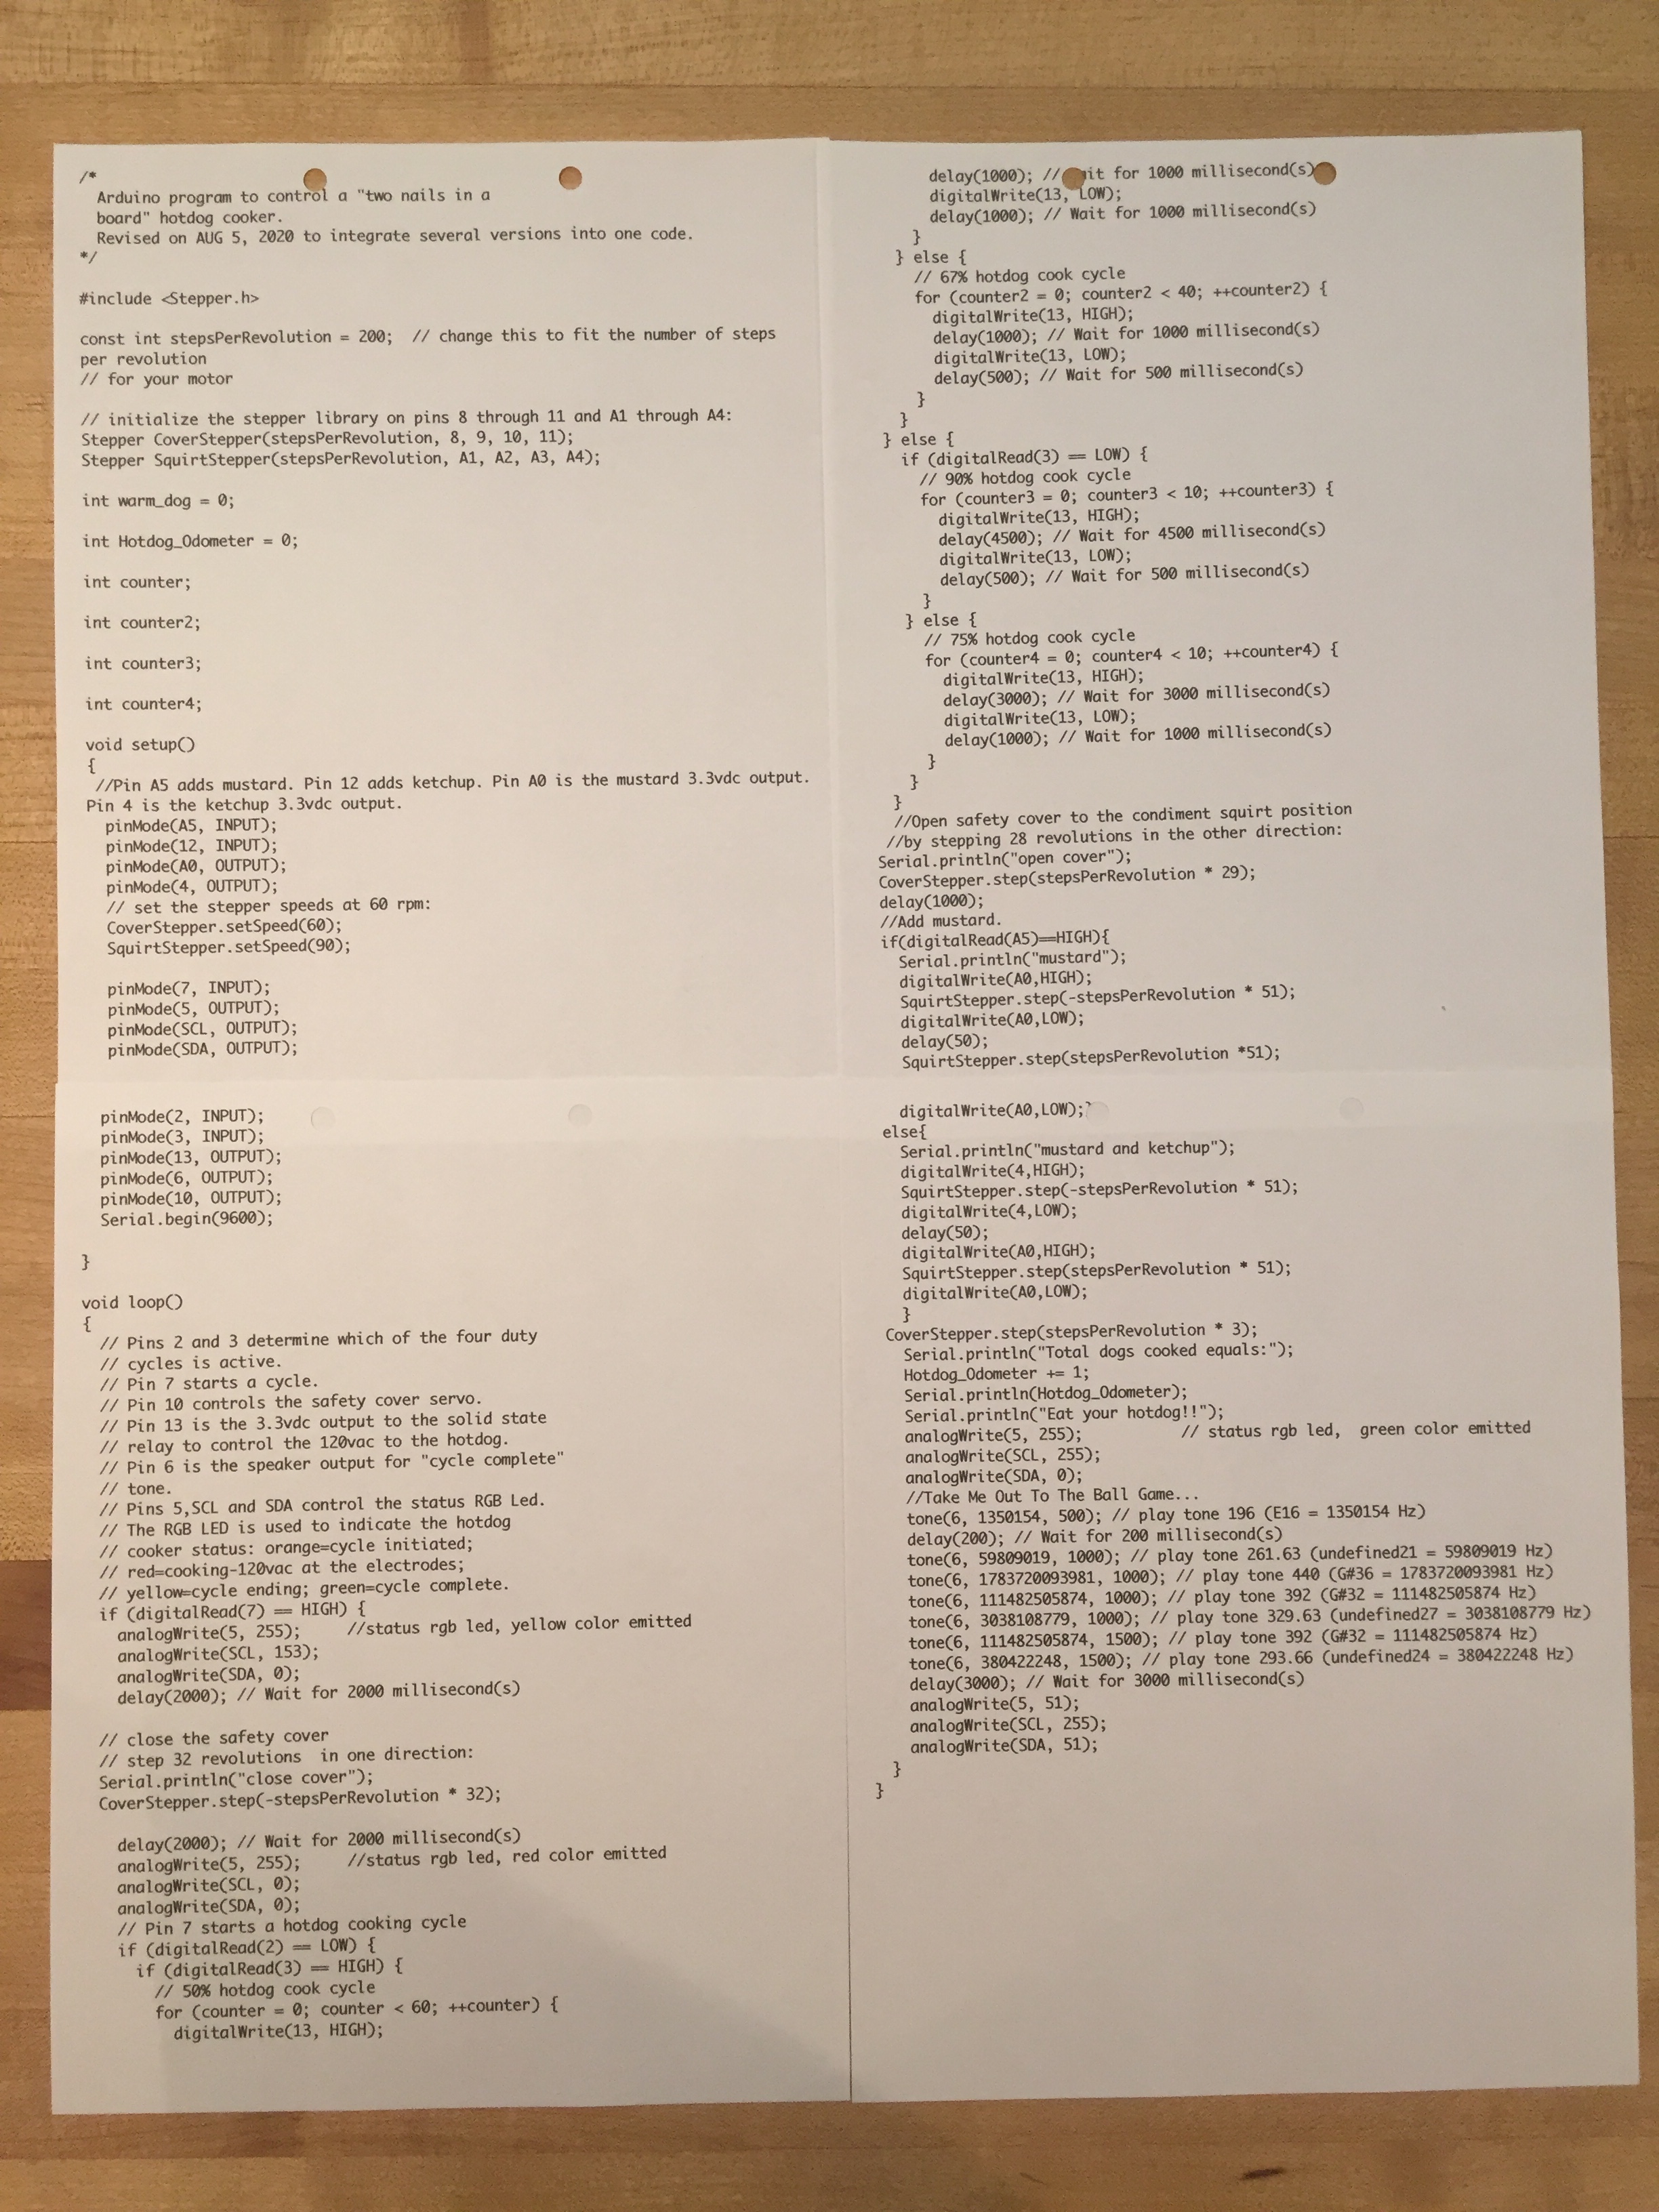 /*
  Arduino program to control a "two nails in a
  board" hotdog cooker.
  Revised on AUG 5, 2020 to integrate several versions into one code.
*/

#include <Stepper.h>

const int stepsPerRevolution = 200;  // change this to fit the number of steps
per revolution
// for your motor

// initialize the stepper library on pins 8 through 11 and A1 through A4:
Stepper CoverStepper(stepsPerRevolution, 8, 9, 10, 11);
Stepper SquirtStepper(stepsPerRevolution, A1, A2, A3, A4);

int warm_dog = 0;

int Hotdog_Odometer = 0;

int counter;

int counter2;

int counter3;

int counter4;

void setup()
{
 //Pin A5 adds mustard. Pin 12 adds ketchup. Pin A0 is the mustard 3.3vdc output.
Pin 4 is the ketchup 3.3vdc output.
  pinMode(A5, INPUT);
  pinMode(12, INPUT);
  pinMode(A0, OUTPUT);
  pinMode(4, OUTPUT);
  // set the stepper speeds at 60 rpm:
  CoverStepper.setSpeed(60);
  SquirtStepper.setSpeed(90);

  pinMode(7, INPUT);
  pinMode(5, OUTPUT);
  pinMode(SCL, OUTPUT);
  pinMode(SDA, OUTPUT);

  pinMode(2, INPUT);
  pinMode(3, INPUT);
  pinMode(13, OUTPUT);
  pinMode(6, OUTPUT);
  pinMode(10, OUTPUT);
  Serial.begin(9600);

}

void loop()
{
  // Pins 2 and 3 determine which of the four duty
  // cycles is active.
  // Pin 7 starts a cycle.
  // Pin 10 controls the safety cover servo.
  // Pin 13 is the 3.3vdc output to the solid state
  // relay to control the 120vac to the hotdog.
  // Pin 6 is the speaker output for "cycle complete"
  // tone.
  // Pins 5,SCL and SDA control the status RGB Led.
  // The RGB LED is used to indicate the hotdog
  // cooker status: orange=cycle initiated;
  // red=cooking-120vac at the electrodes;
  // yellow=cycle ending; green=cycle complete.
  if (digitalRead(7) == HIGH) {
    analogWrite(5, 255);     //status rgb led, yellow color emitted
    analogWrite(SCL, 153);
    analogWrite(SDA, 0);
    delay(2000); // Wait for 2000 millisecond(s)

  // close the safety cover
  // step 32 revolutions  in one direction:
  Serial.println("close cover");
  CoverStepper.step(-stepsPerRevolution * 32);

    delay(2000); // Wait for 2000 millisecond(s)
    analogWrite(5, 255);     //status rgb led, red color emitted
    analogWrite(SCL, 0);
    analogWrite(SDA, 0);
    // Pin 7 starts a hotdog cooking cycle
    if (digitalRead(2) == LOW) {
      if (digitalRead(3) == HIGH) {
        // 50% hotdog cook cycle
        for (counter = 0; counter < 60; ++counter) {
          digitalWrite(13, HIGH);
          delay(1000); // for 1000 millisecond(s)
          digitalWrite(13, LOW);
          delay(1000); // Wait for 1000 millisecond(s)
        }
      } else {
        // 67% hotdog cook cycle
        for (counter2 = 0; counter2 < 40; ++counter2) {
          digitalWrite(13, HIGH);
          delay(1000); // Wait for 1000 millisecond(s)
          digitalWrite(13, LOW);
          delay(500); // Wait for 500 millisecond(s)
        }
      }
    } else {
      if (digitalRead(3) == LOW) {
        // 90% hotdog cook cycle
        for (counter3 = 0; counter3 < 10; ++counter3) {
          digitalWrite(13, HIGH);
          delay(4500); // Wait for 4500 millisecond(s)
          digitalWrite(13, LOW);
          delay(500); // Wait for 500 millisecond(s)
        }
      } else {
        // 75% hotdog cook cycle
        for (counter4 = 0; counter4 < 10; ++counter4) {
          digitalWrite(13, HIGH);
          delay(3000); // Wait for 3000 millisecond(s)
          digitalWrite(13, LOW);
          delay(1000); // Wait for 1000 millisecond(s)
        }
      }
    }
    //Open safety cover to the condiment squirt position
   //by stepping 28 revolutions in the other direction:
  Serial.println("open cover");
  CoverStepper.step(stepsPerRevolution * 29);
  delay(1000);
  //Add mustard.
  if(digitalRead(A5)==HIGH){
    Serial.println("mustard");
    digitalWrite(A0,HIGH);
    SquirtStepper.step(-stepsPerRevolution * 51);
    digitalWrite(A0,LOW);
    delay(50);
    SquirtStepper.step(stepsPerRevolution *51);
    digitalWrite(A0,LOW);}
  else{
    Serial.println("mustard and ketchup");
    digitalWrite(4,HIGH);
    SquirtStepper.step(-stepsPerRevolution * 51);
    digitalWrite(4,LOW);
    delay(50);
    digitalWrite(A0,HIGH);
    SquirtStepper.step(stepsPerRevolution * 51);
    digitalWrite(A0,LOW);
    }
  CoverStepper.step(stepsPerRevolution * 3);
    Serial.println("Total dogs cooked equals:");
    Hotdog_Odometer += 1;
    Serial.println(Hotdog_Odometer);
    Serial.println("Eat your hotdog!!");
    analogWrite(5, 255);           // status rgb led,  green color emitted
    analogWrite(SCL, 255);
    analogWrite(SDA, 0);
    //Take Me Out To The Ball Game...
    tone(6, 1350154, 500); // play tone 196 (E16 = 1350154 Hz)
    delay(200); // Wait for 200 millisecond(s)
    tone(6, 59809019, 1000); // play tone 261.63 (undefined21 = 59809019 Hz)
    tone(6, 1783720093981, 1000); // play tone 440 (G#36 = 1783720093981 Hz)
    tone(6, 111482505874, 1000); // play tone 392 (G#32 = 111482505874 Hz)
    tone(6, 3038108779, 1000); // play tone 329.63 (undefined27 = 3038108779 Hz)
    tone(6, 111482505874, 1500); // play tone 392 (G#32 = 111482505874 Hz)
    tone(6, 380422248, 1500); // play tone 293.66 (undefined24 = 380422248 Hz)
    delay(3000); // Wait for 3000 millisecond(s)
    analogWrite(5, 51);
    analogWrite(SCL, 255);
    analogWrite(SDA, 51);
  }
}